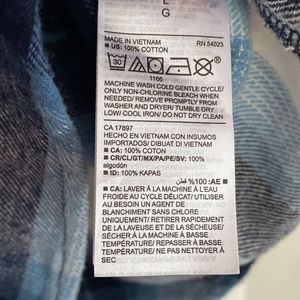 L
G
MADE IN VIETNAM RN 54023
■ US: 100% COTTON
30
1166
MACHINE WASH COLD GENTLE CYCLE/
ONLY NON-CHLORINE BLEACH WHEN
NEEDED/ REMOVE PROMPTLY FROM
WASHER AND DRYER/ TUMBLE DRY
LOW/ COOL IRON/ DO NOT DRY CLEAN
CA 17897
HECHO EN VIETNAM CON INSUMOS
IMPORTADOS/ DIBUAT DI VIETNAM
■ CA: 100% COTTON
■ CR/CL/GT/MX/PA/PE/SV: 100%
algodón
■ ID: 100% KAPAS
■ AE: 100% قطن
■ CA: LAVER À LA MACHINE À L'EAU
FROIDE AU CYCLE DÉLICAT/ UTILISER
AU BESOIN UN AGENT DE
BLANCHIMENT SANS CHLORE
UNIQUEMENT/ RETIRER RAPIDEMENT
DE LA LAVEUSE ET DE LA SÉCHEUSE/
SÉCHER À LA MACHINE À BASSE
TEMPÉRATURE/ REPASSER À BASSE
TEMPÉRATURE/ NE PAS NETTOYER À
SEC